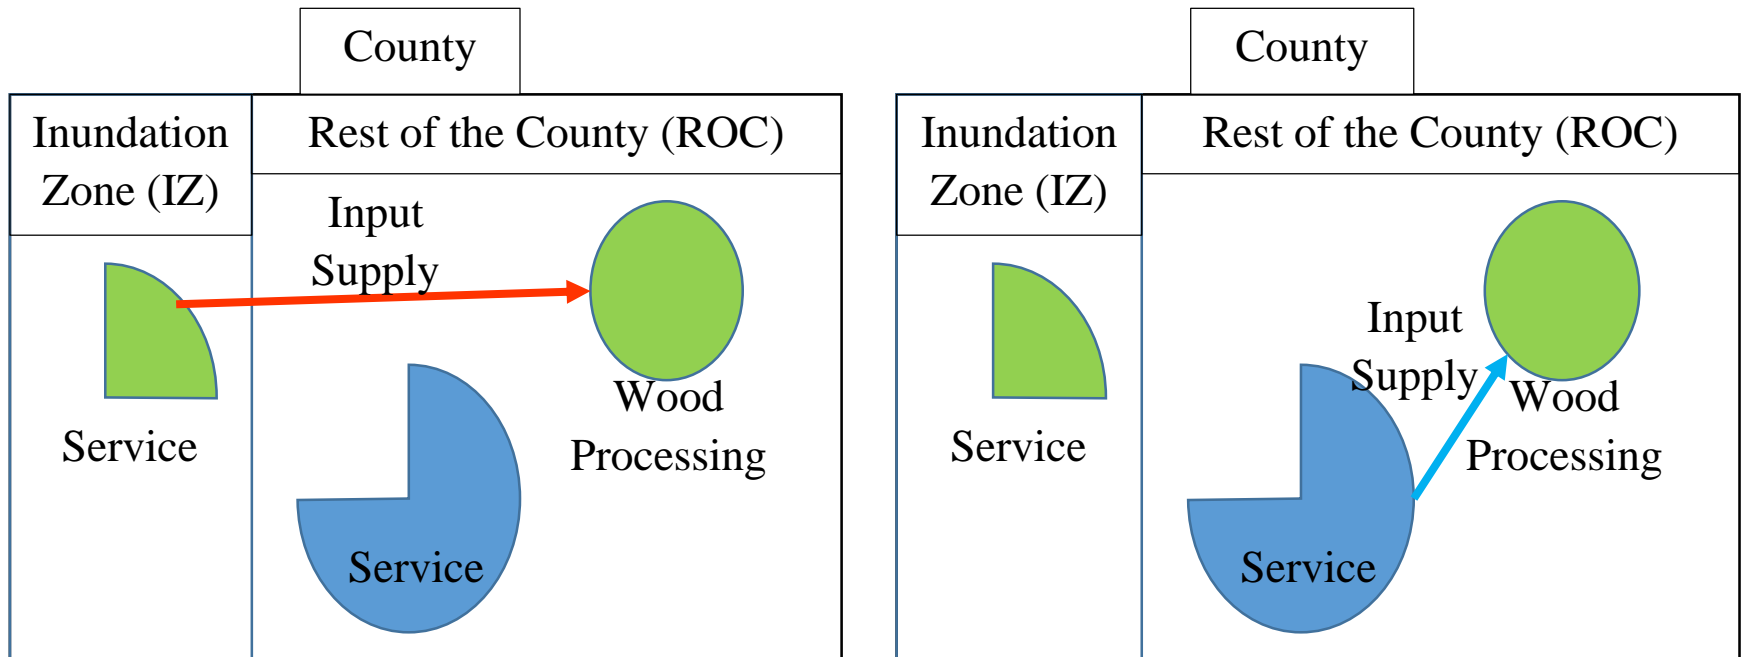 County
Inundation
Zone (IZ)
Rest of the County (ROC)
Input
Supply
Service
Wood
Processing
Service
County
Inundation
Zone (IZ)
Rest of the County (ROC)
Input
Supply
Service
Wood
Processing
Service